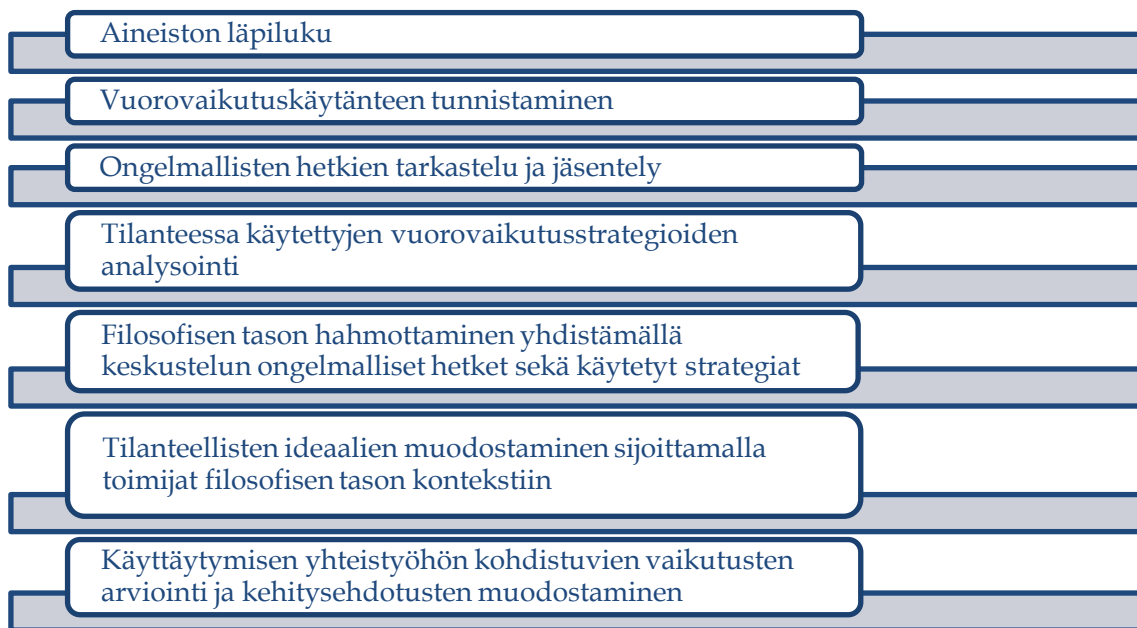 Aineiston läpiluku
Vuorovaikutuskäytänteen tunnistaminen
Ongelmallisten hetkien tarkastelu ja jäsentely
Tilanteessa käytettyjen vuorovaikutusstrategioiden
analysointi
Filosofisen tason hahmottaminen yhdistämällä
keskustelun ongelmalliset hetket sekä käytetyt strategiat
Tilanteellisten ideaalien muodostaminen sijoittamalla
toimijat filosofisen tason kontekstiin
Käyttäytymisen yhteistyöhön kohdistuvien vaikutusten
arviointi ja kehitysehdotusten muodostaminen